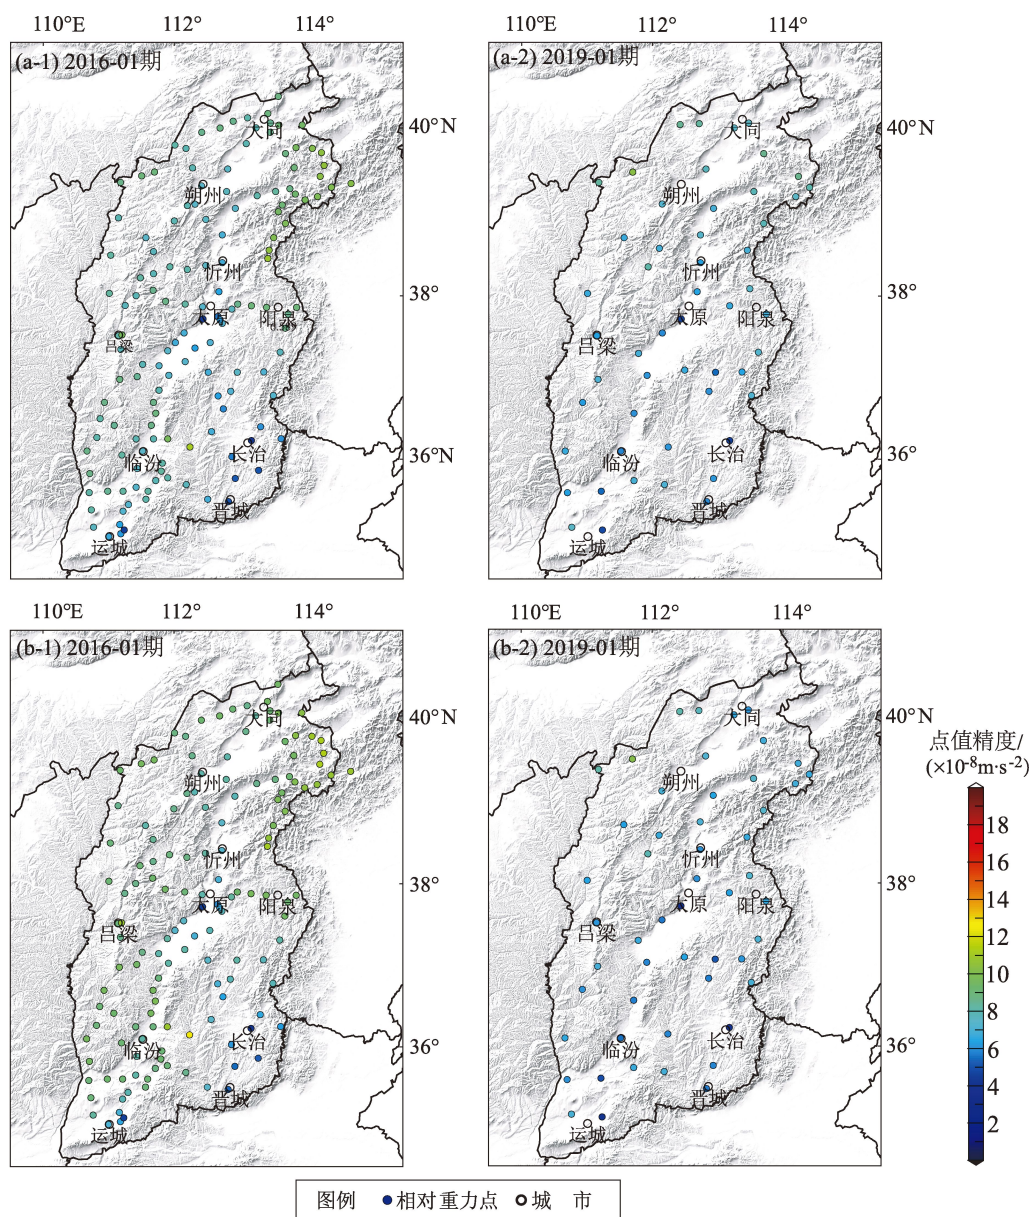 110°E 112° 114° 112° 114°
(a-1) 2016-01期
(a-2) 2019-01期
大同
大同
40°N
40°
朔州
朔州
忻州
忻州
38°
38°
太原
阳泉
太原
阳泉
吕梁
吕梁
临汾
长治
36°N
临汾
长治
36°
晋城
晋城
运城
运城
110°E 112° 114° 110°E 112° 114°
(b-1) 2016-01期
(b-2) 2019-01期
大同
大同
40°N
40°N
点值精度/
(×10⁻⁸m·s⁻²)
朔州
朔州
18
16
忻州
忻州
14
38°
38°
太原
阳泉
太原
阳泉
12
吕梁
吕梁
10
8
临汾
长治
36°
临汾
长治
36°
6
4
晋城
晋城
运城
运城
2
图例 相对重力点 城 市